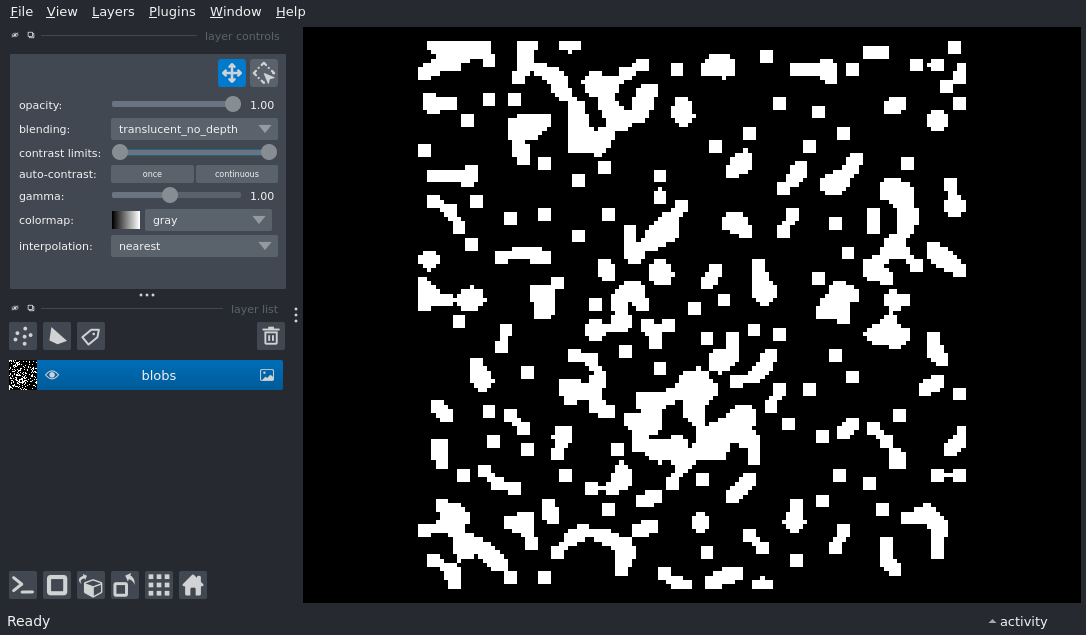 File View Layers Plugins Window Help
layer controls
opacity: 1.00
blending: translucent_no_depth
contrast limits:
auto-contrast: once continuous
gamma: 1.00
colormap: gray
interpolation: nearest
layer list
blobs
Ready
activity